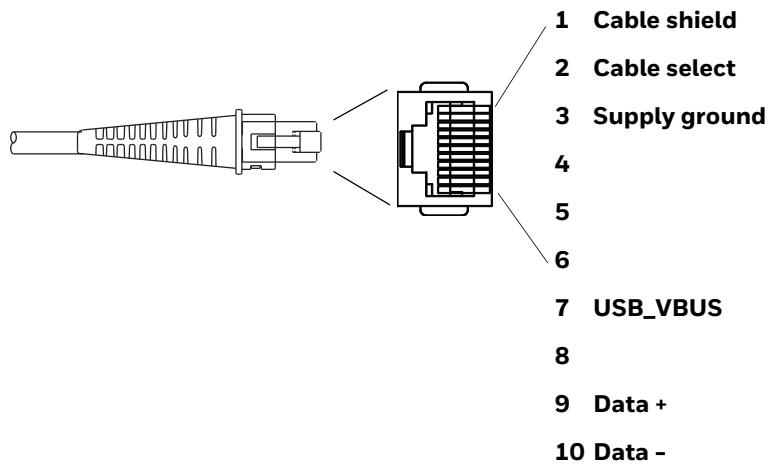 1 Cable shield
2 Cable select
3 Supply ground
4
5
6
7 USB_VBUS
8
9 Data +
10 Data -